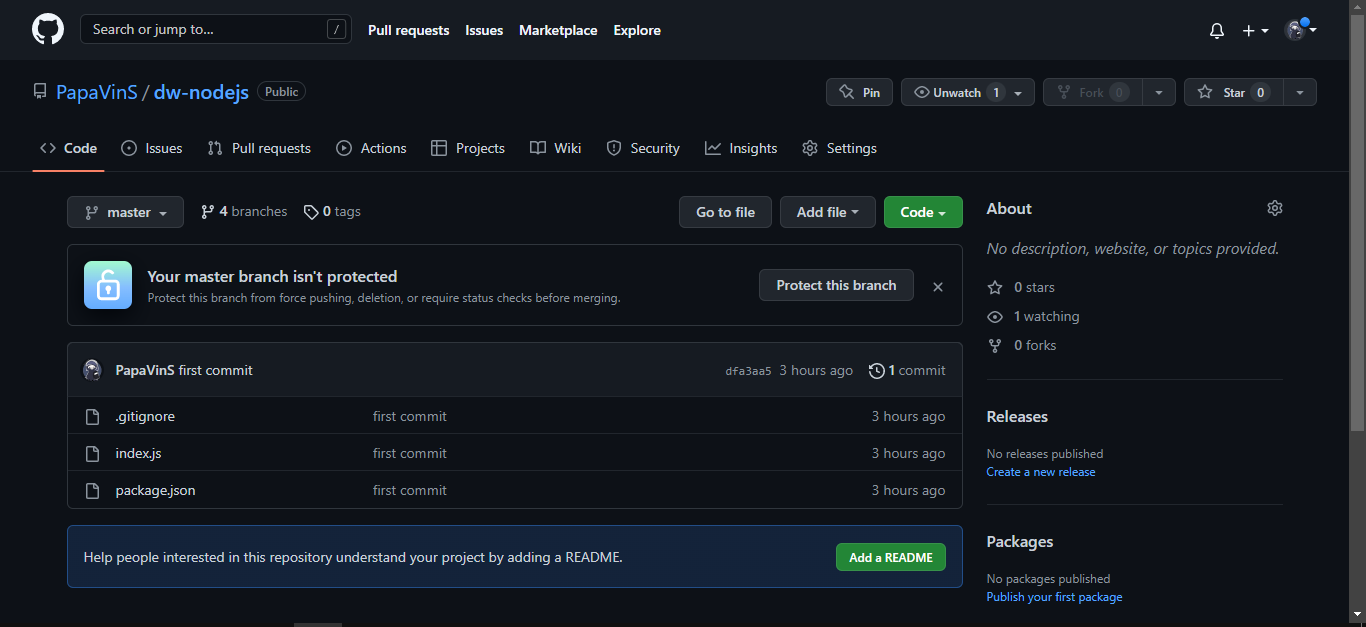 Search or jump to... /
Pull requests Issues Marketplace Explore
PapaVinS / dw-nodejs Public
Pin Unwatch 1 Fork 0 Star 0
Code Issues Pull requests Actions Projects Wiki Security Insights Settings
master 4 branches 0 tags Go to file Add file Code
Your master branch isn't protected
Protect this branch from force pushing, deletion, or require status checks before merging.
Protect this branch
PapaVinS first commit dfa3aa5 3 hours ago 1 commit
.gitignore first commit 3 hours ago
index.js first commit 3 hours ago
package.json first commit 3 hours ago
Help people interested in this repository understand your project by adding a README. Add a README
About
No description, website, or topics provided.
0 stars
1 watching
0 forks
Releases
No releases published
Create a new release
Packages
No packages published
Publish your first package